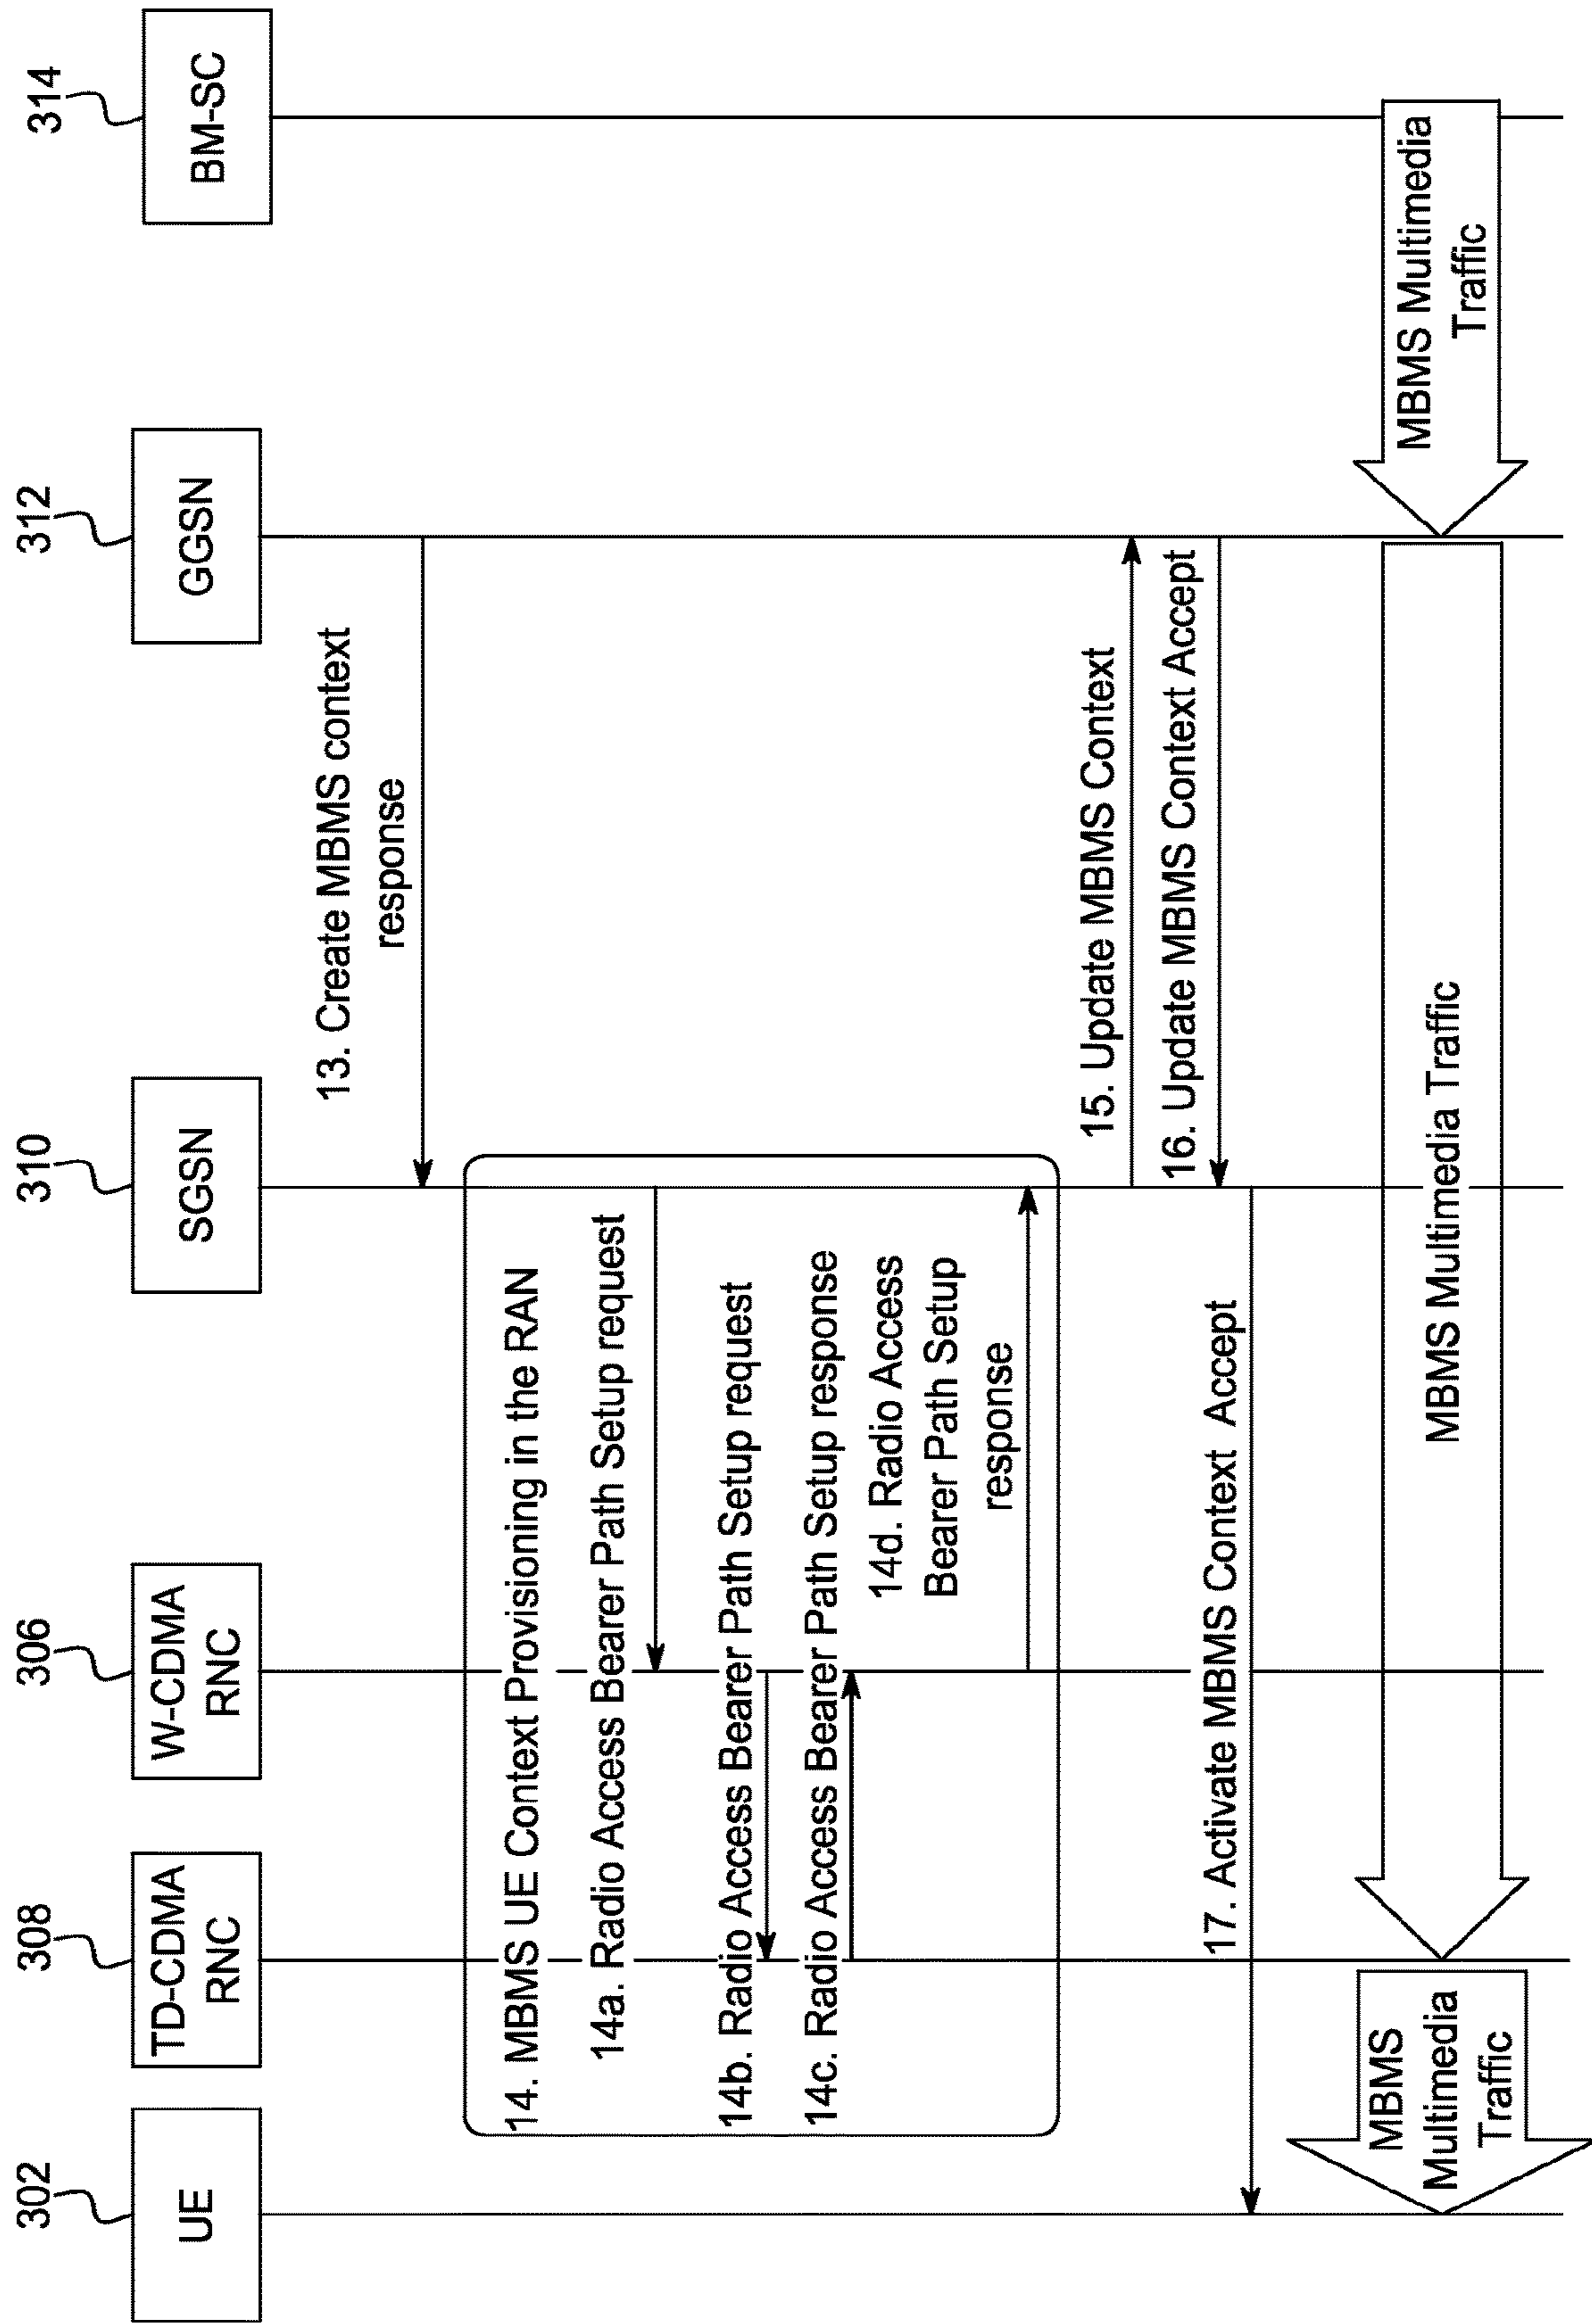 302
308
306
310
312
314
UE
TD-CDMA
RNC
W-CDMA
RNC
SGSN
GGSN
BM-SC
13. Create MBMS context
response
14. MBMS UE Context Provisioning in the RAN
14a. Radio Access Bearer Path Setup request
14b. Radio Access Bearer Path Setup request
14c. Radio Access Bearer Path Setup response
14d. Radio Access
Bearer Path Setup
response
15. Update MBMS Context
16. Update MBMS Context Accept
17. Activate MBMS Context Accept
MBMS
Multimedia
Traffic
MBMS Multimedia Traffic
MBMS Multimedia
Traffic